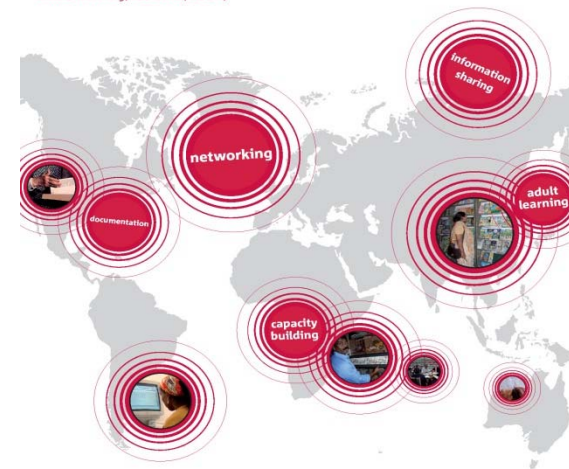 information
sharing
networking
adult
learning
documentation
capacity
building